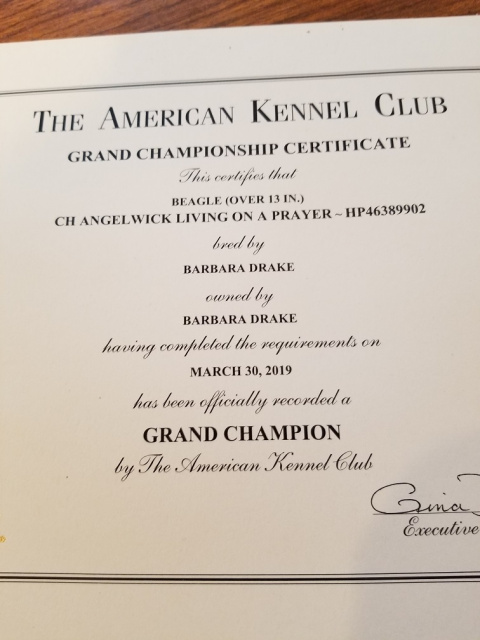 THE AMERICAN KENNEL CLUB
GRAND CHAMPIONSHIP CERTIFICATE
This certifies that
BEAGLE (OVER 13 IN.)
CH ANGELWICK LIVING ON A PRAYER ~ HP46389902
bred by
BARBARA DRAKE
owned by
BARBARA DRAKE
having completed the requirements on
MARCH 30, 2019
has been officially recorded a
GRAND CHAMPION
by The American Kennel Club
Gina
Executive